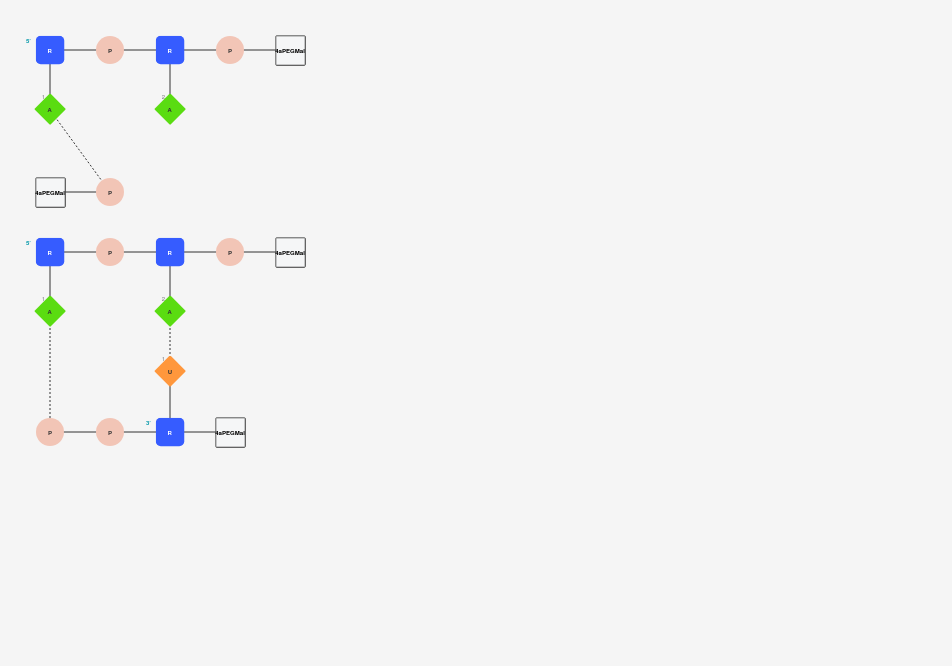 5' R P R P 4aPEGMal
1 A 2 A
4aPEGMal P
5' R P R P 4aPEGMal
1 A 2 A
1 U
P P 3' R 4aPEGMal